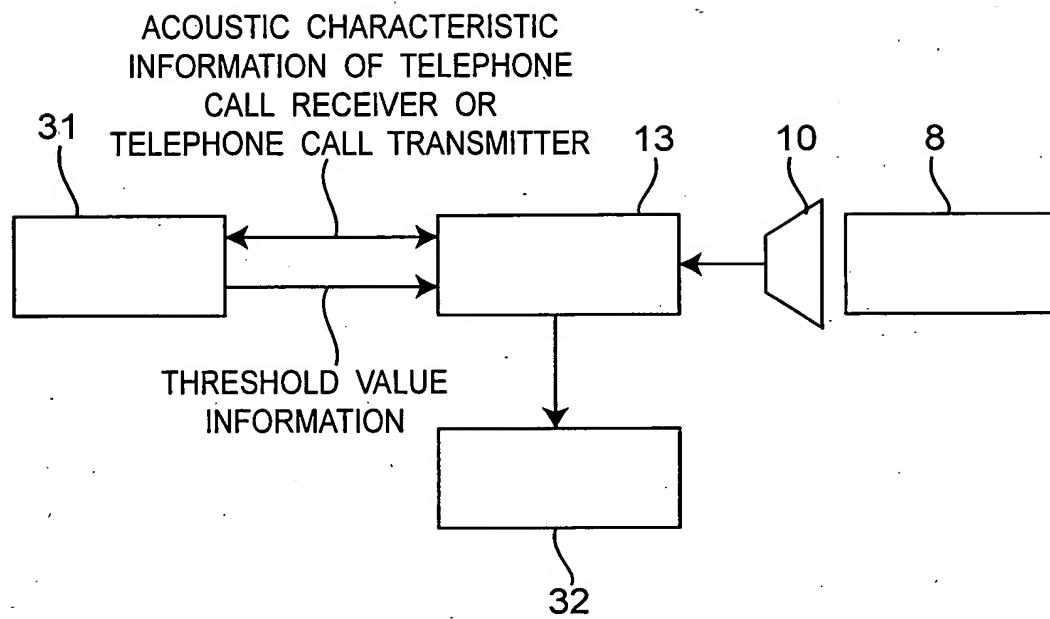 ACOUSTIC CHARACTERISTIC
INFORMATION OF TELEPHONE
CALL RECEIVER OR
TELEPHONE CALL TRANSMITTER
31
13
10
8
THRESHOLD VALUE
INFORMATION
32